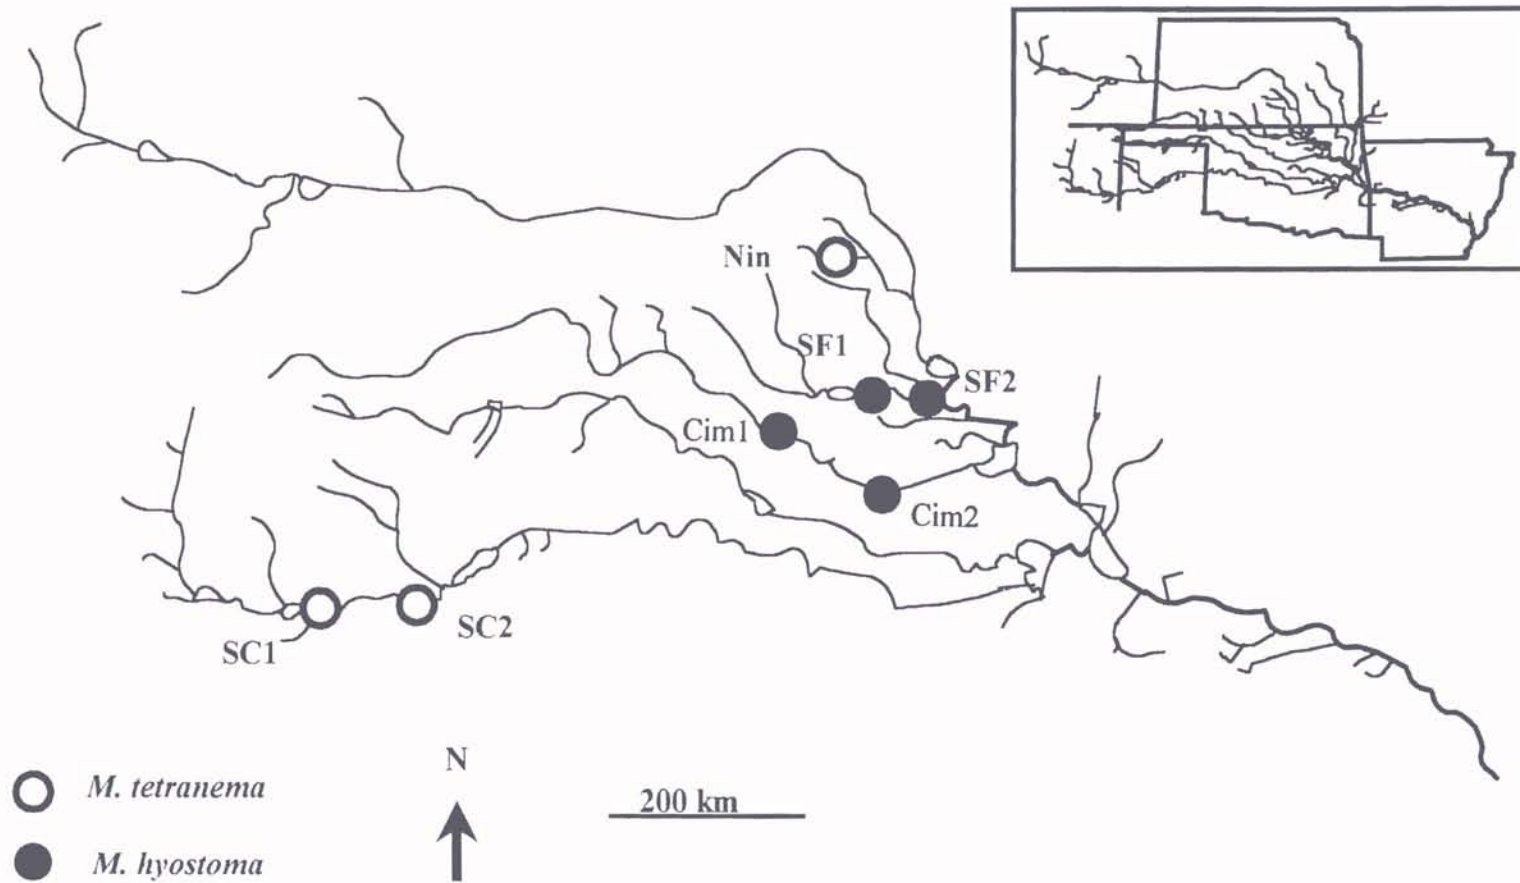 Nin
SF1
SF2
Cim1
Cim2
SC2
SC1
N
M. tetranema
200 km
M. hyostoma